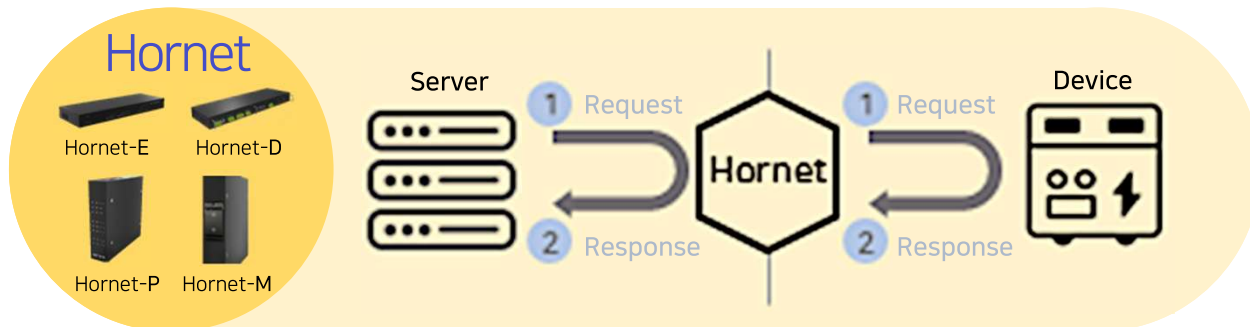 Hornet
Hornet-E
Hornet-D
Hornet-P
Hornet-M
Server
1 Request
2 Response
Hornet
1 Request
2 Response
Device